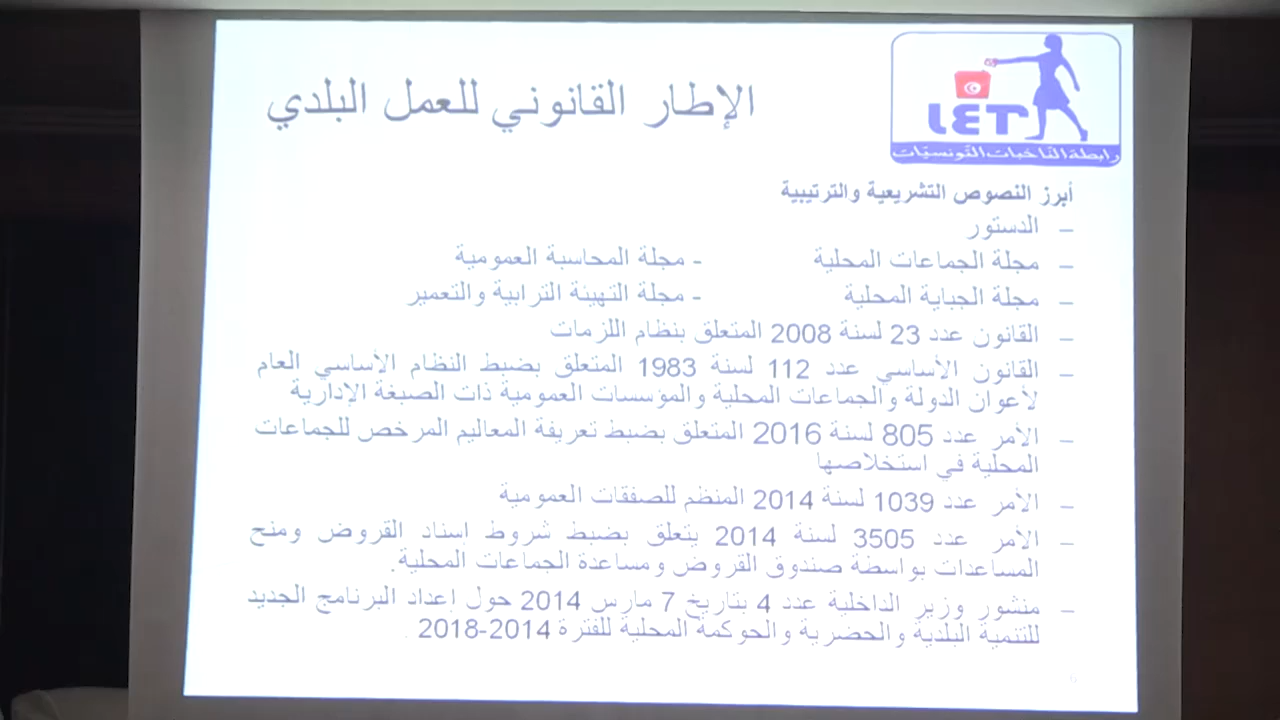 الإطار القانوني للعمل البلدي
LET
رابطة الناخبات التونسيات
أبرز النصوص التشريعية والترتيبية
– الدستور
– مجلة الجماعات المحلية - مجلة المحاسبة العمومية
– مجلة الجباية المحلية - مجلة التهيئة الترابية والتعمير
– القانون عدد 23 لسنة 2008 المتعلق بنظام اللزمات
– القانون الأساسي عدد 112 لسنة 1983 المتعلق بضبط النظام الأساسي العام
لأعوان الدولة والجماعات المحلية والمؤسسات العمومية ذات الصبغة الإدارية
– الأمر عدد 805 لسنة 2016 المتعلق بضبط تعريفة المعاليم المرخص للجماعات
المحلية في استخلاصها
– الأمر عدد 1039 لسنة 2014 المنظم للصفقات العمومية
– الأمر عدد 3505 لسنة 2014 يتعلق بضبط شروط إسناد القروض ومنح
المساعدات بواسطة صندوق القروض ومساعدة الجماعات المحلية.
– منشور وزير الداخلية عدد 4 بتاريخ 7 مارس 2014 حول إعداد البرنامج الجديد
للتنمية البلدية والحضرية والحوكمة المحلية للفترة 2014-2018 .